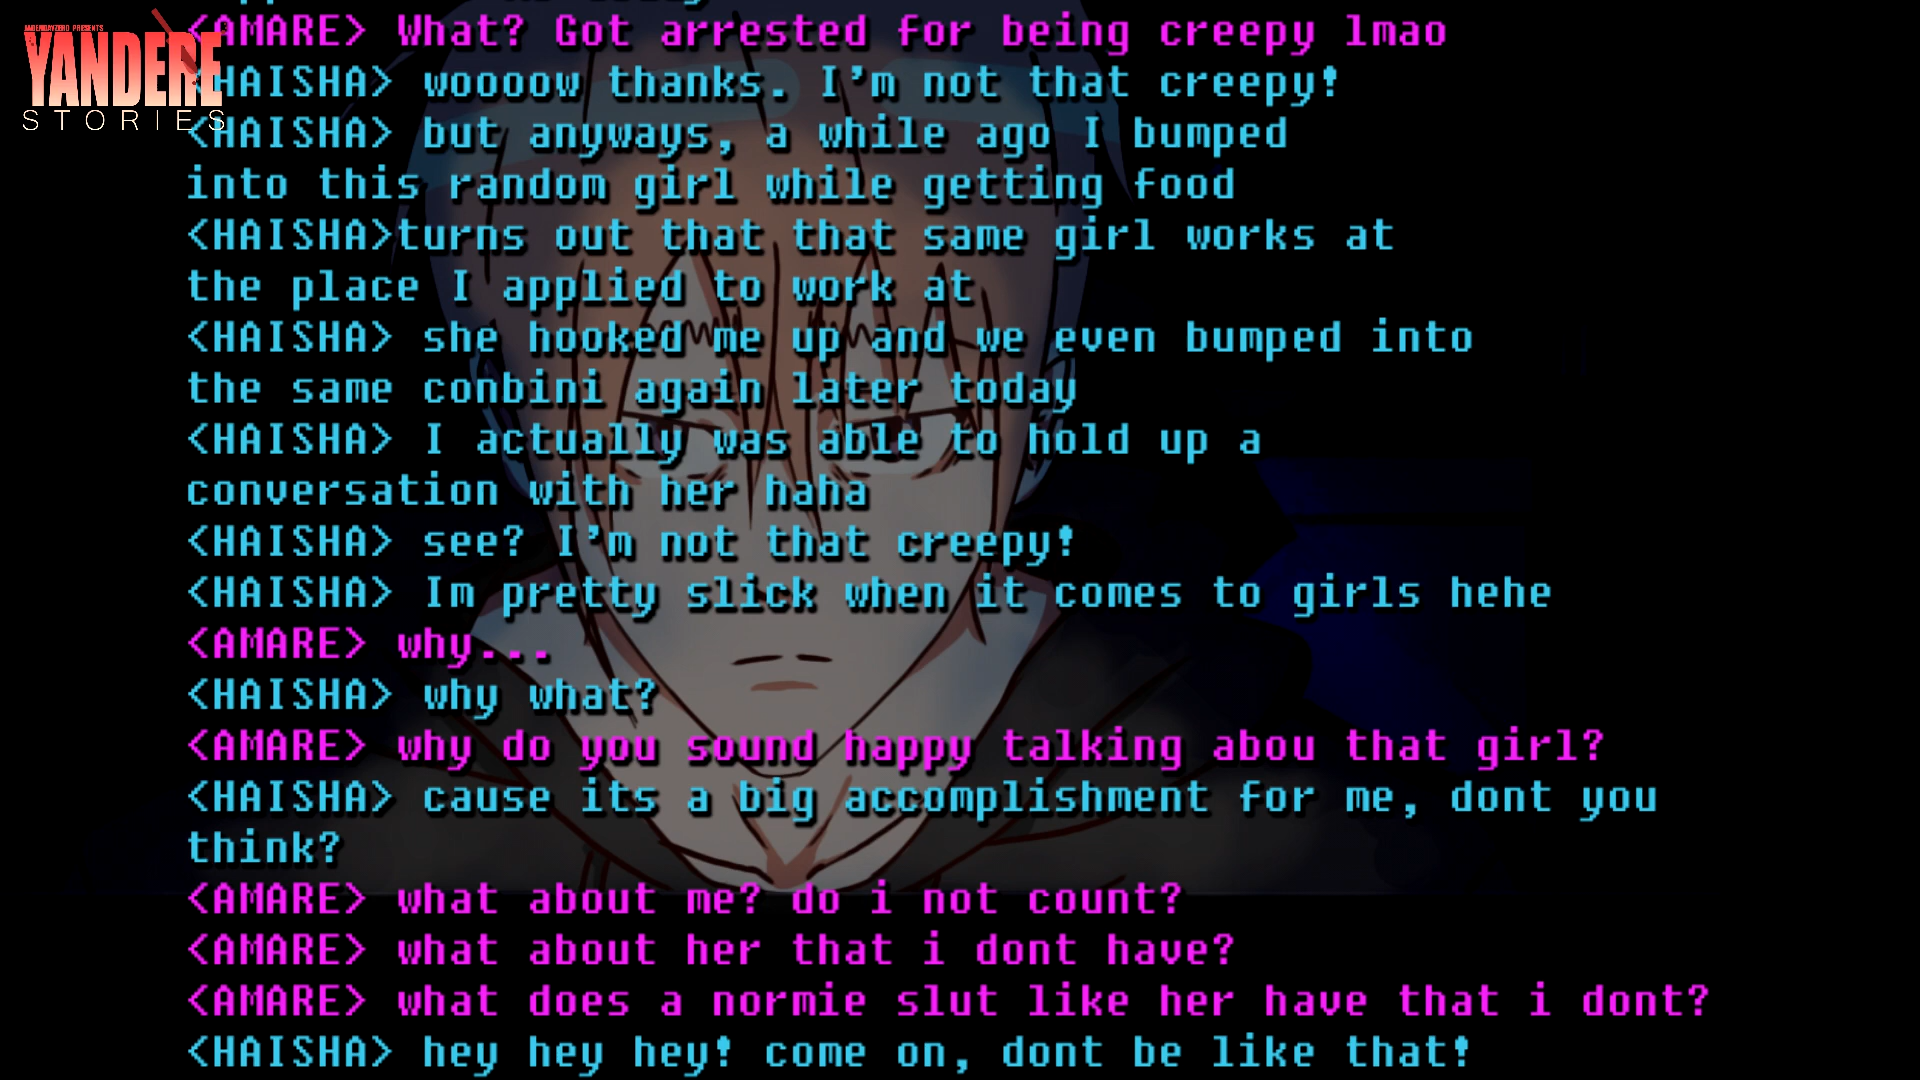 <AMARE> What? Got arrested for being creepy lmao
ANDERDAYZERO PRESENTS
YANDERE
STORIES
<HAISHA> woooow thanks. I'm not that creepy!
<HAISHA> but anyways, a while ago I bumped
into this random girl while getting food
<HAISHA>turns out that that same girl works at
the place I applied to work at
<HAISHA> she hooked me up and we even bumped into
the same conbini again later today
<HAISHA> I actually was able to hold up a
conversation with her haha
<HAISHA> see? I'm not that creepy!
<HAISHA> Im pretty slick when it comes to girls hehe
<AMARE> why...
<HAISHA> why what?
<AMARE> why do you sound happy talking abou that girl?
<HAISHA> cause its a big accomplishment for me, dont you
think?
<AMARE> what about me? do i not count?
<AMARE> what about her that i dont have?
<AMARE> what does a normie slut like her have that i dont?
<HAISHA> hey hey hey! come on, dont be like that!